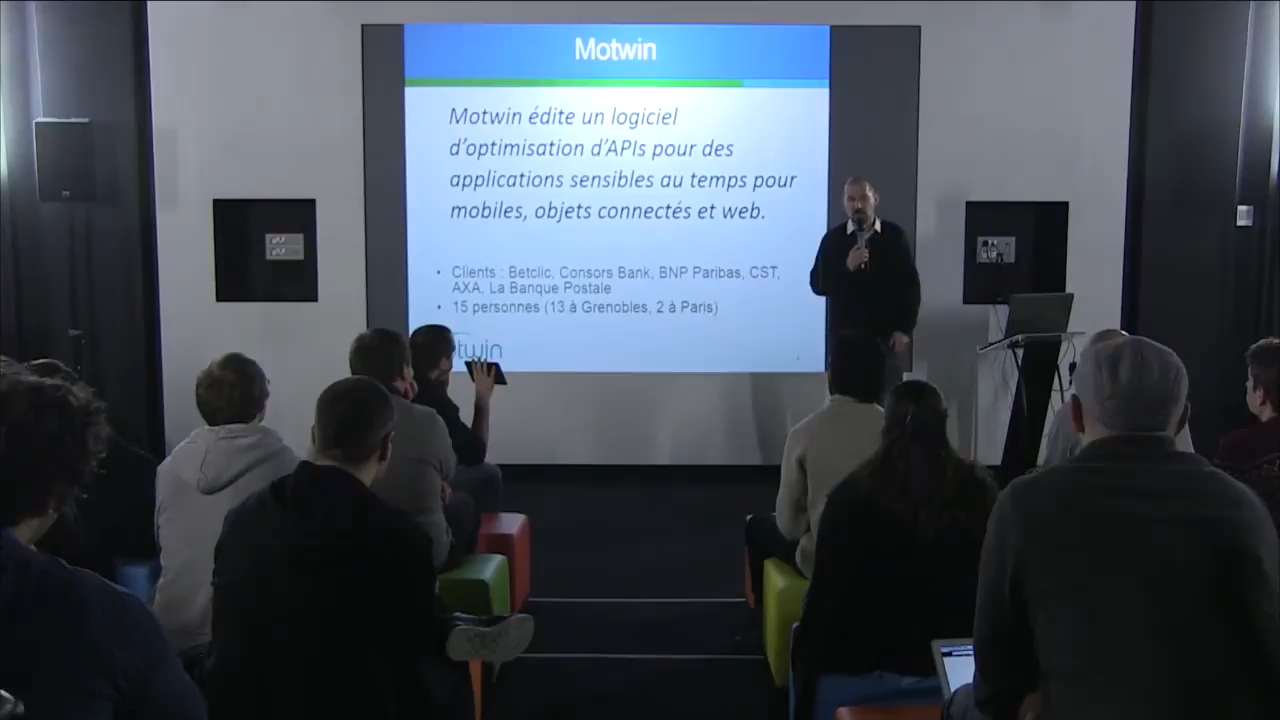 Motwin
Motwin édite un logiciel
d'optimisation d'APIs pour des
applications sensibles au temps pour
mobiles, objets connectés et web.
• Clients : Betclic, Consors Bank, BNP Paribas, CST,
AXA, La Banque Postale
• 15 personnes (13 à Grenobles, 2 à Paris)
twin